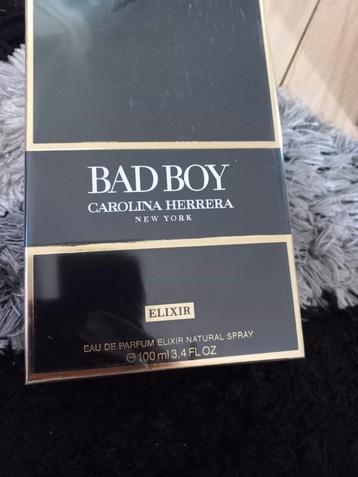 BAD BOY
CAROLINA HERRERA
NEW YORK
ELIXIR
EAU DE PARFUM ELIXIR NATURAL SPRAY
℮100 ml 3.4 FL OZ